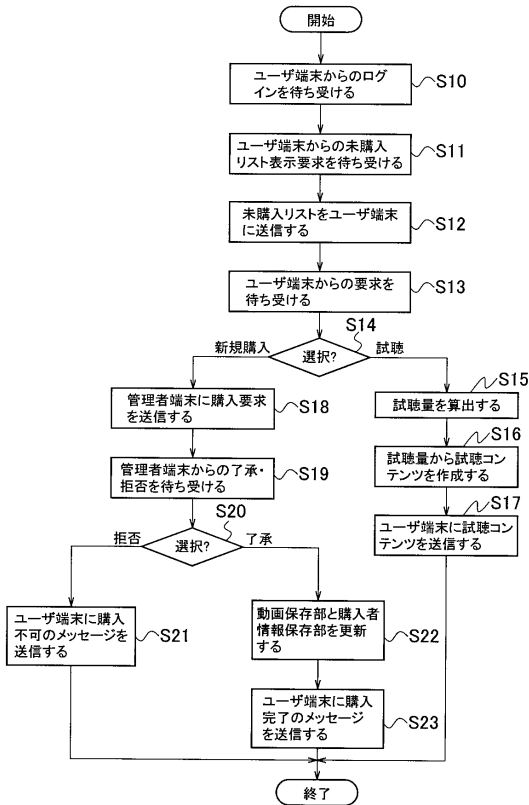 開始
ユーザ端末からのログ
インを待ち受ける
S10
ユーザ端末からの未購入
リスト表示要求を待ち受ける
S11
未購入リストをユーザ端末
に送信する
S12
ユーザ端末からの要求を
待ち受ける
S13
S14
新規購入
選択?
試聴
S15
試聴量を算出する
S16
試聴量から試聴コン
テンツを作成する
S17
ユーザ端末に試聴コン
テンツを送信する
管理者端末に購入要求
を送信する
S18
管理者端末からの了承・
拒否を待ち受ける
S19
S20
拒否
選択?
了承
ユーザ端末に購入
不可のメッセージを
送信する
S21
動画保存部と購入者
情報保存部を更新
する
S22
ユーザ端末に購入
完了のメッセージ
を送信する
S23
終了